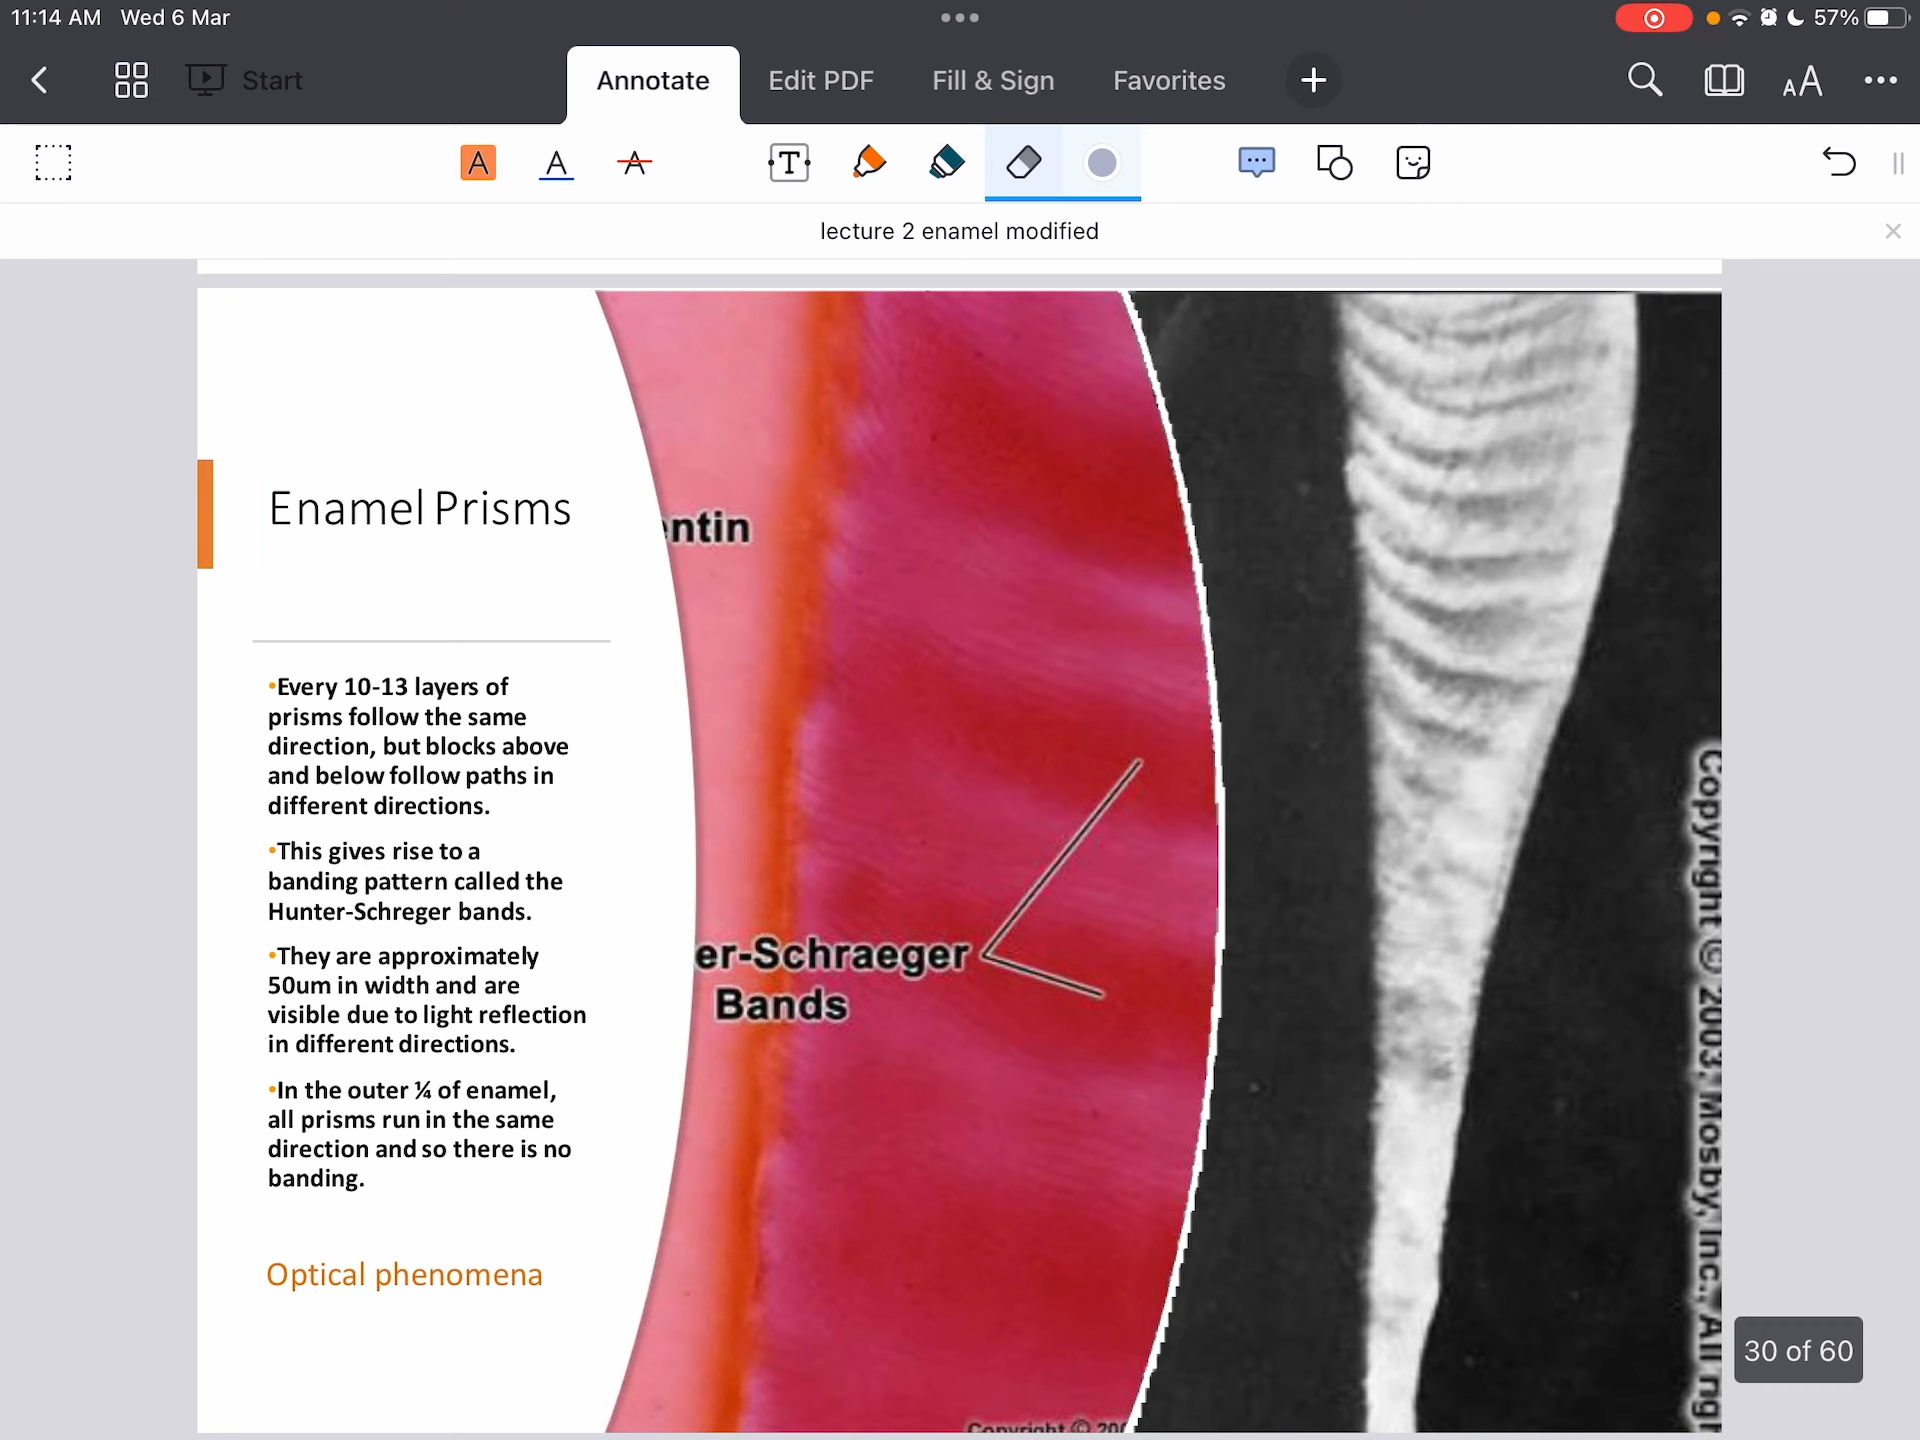 11:14 AM Wed 6 Mar
57%
Start
Annotate
Edit PDF
Fill & Sign
Favorites
AA
A A A T
lecture 2 enamel modified
Enamel Prisms
•Every 10-13 layers of
prisms follow the same
direction, but blocks above
and below follow paths in
different directions.
•This gives rise to a
banding pattern called the
Hunter-Schreger bands.
•They are approximately
50um in width and are
visible due to light reflection
in different directions.
•In the outer ¼ of enamel,
all prisms run in the same
direction and so there is no
banding.
Optical phenomena
ntin
er-Schraeger
Bands
Copyright © 200
Copyright © 2003, Mosby, Inc., All rig
30 of 60